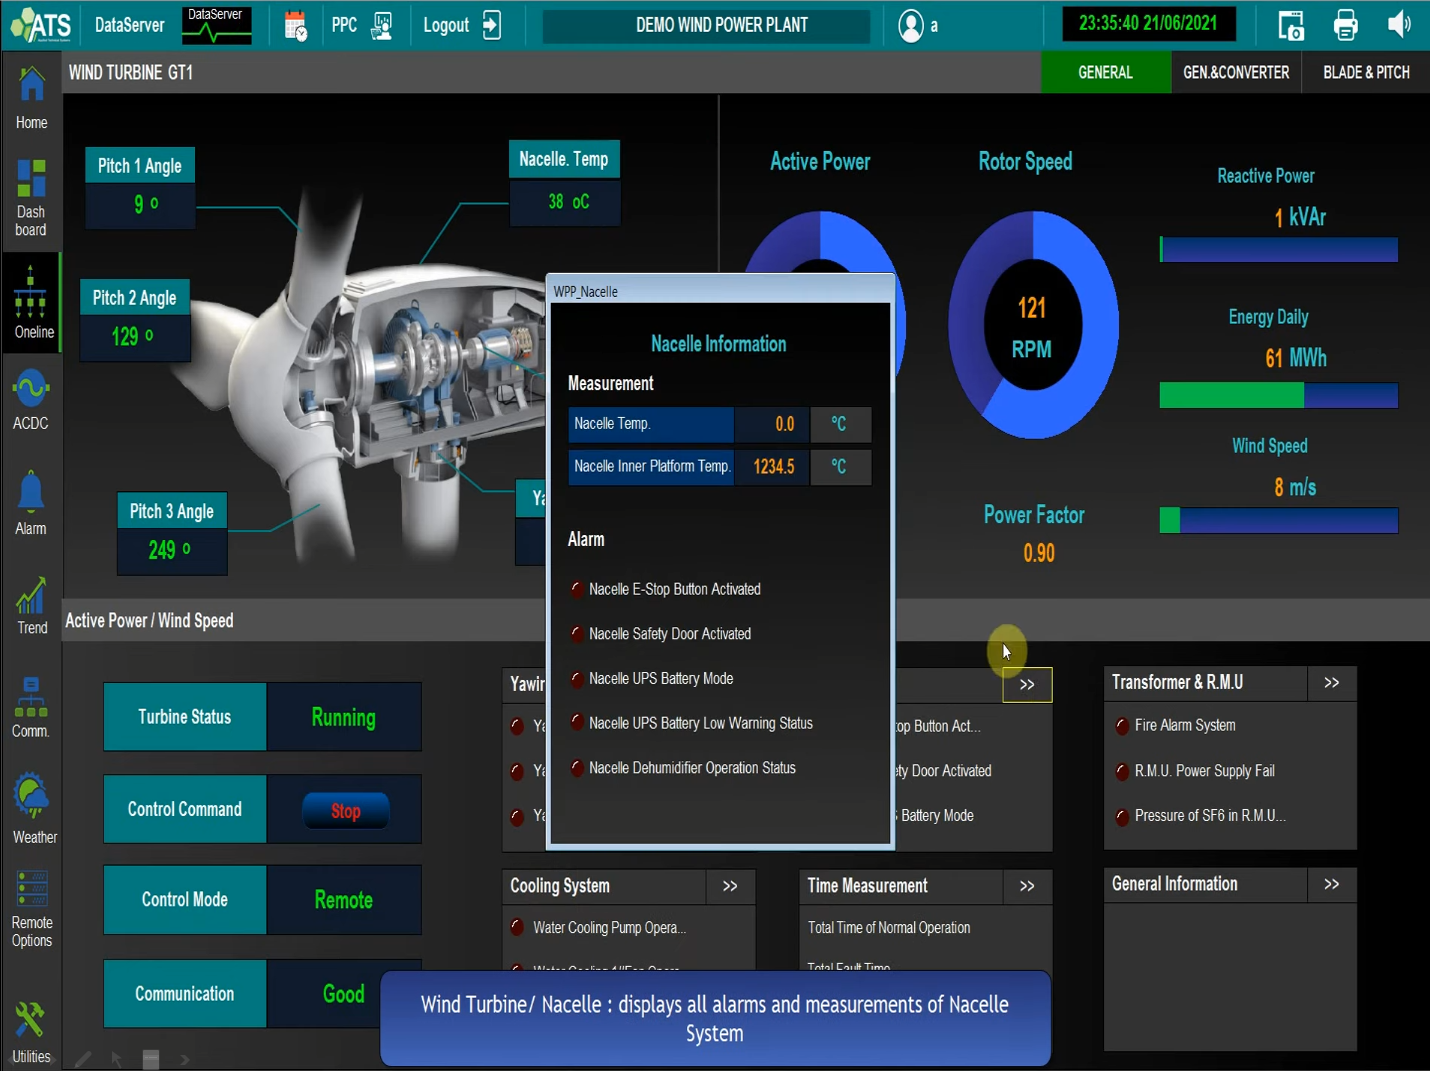 ATS
DataServer
DataServer
PPC
Logout
DEMO WIND POWER PLANT
a
23:35:40 21/06/2021
WIND TURBINE GT1
GENERAL
GEN.&CONVERTER
BLADE & PITCH
Home
Dash
board
Oneline
ACDC
Alarm
Trend
Comm.
Weather
Remote
Options
Utilities
Pitch 1 Angle
9 o
Nacelle. Temp
38 oC
Pitch 2 Angle
129 o
Pitch 3 Angle
249 o
Ya
Active Power
Rotor Speed
121
RPM
Power Factor
0.90
Reactive Power
1 kVAr
Energy Daily
61 MWh
Wind Speed
8 m/s
WPP_Nacelle
Nacelle Information
Measurement
Nacelle Temp. 0.0 °C
Nacelle Inner Platform Temp. 1234.5 °C
Alarm
Nacelle E-Stop Button Activated
Nacelle Safety Door Activated
Nacelle UPS Battery Mode
Nacelle UPS Battery Low Warning Status
Nacelle Dehumidifier Operation Status
Active Power / Wind Speed
Turbine Status Running
Control Command Stop
Control Mode Remote
Communication Good
Yawin
Ya
Ya
Ya
>>
top Button Act...
ety Door Activated
S Battery Mode
Transformer & R.M.U >>
Fire Alarm System
R.M.U. Power Supply Fail
Pressure of SF6 in R.M.U...
Cooling System >>
Water Cooling Pump Opera...
Time Measurement >>
Total Time of Normal Operation
Total Fault Time
General Information >>
Wind Turbine/ Nacelle : displays all alarms and measurements of Nacelle
System